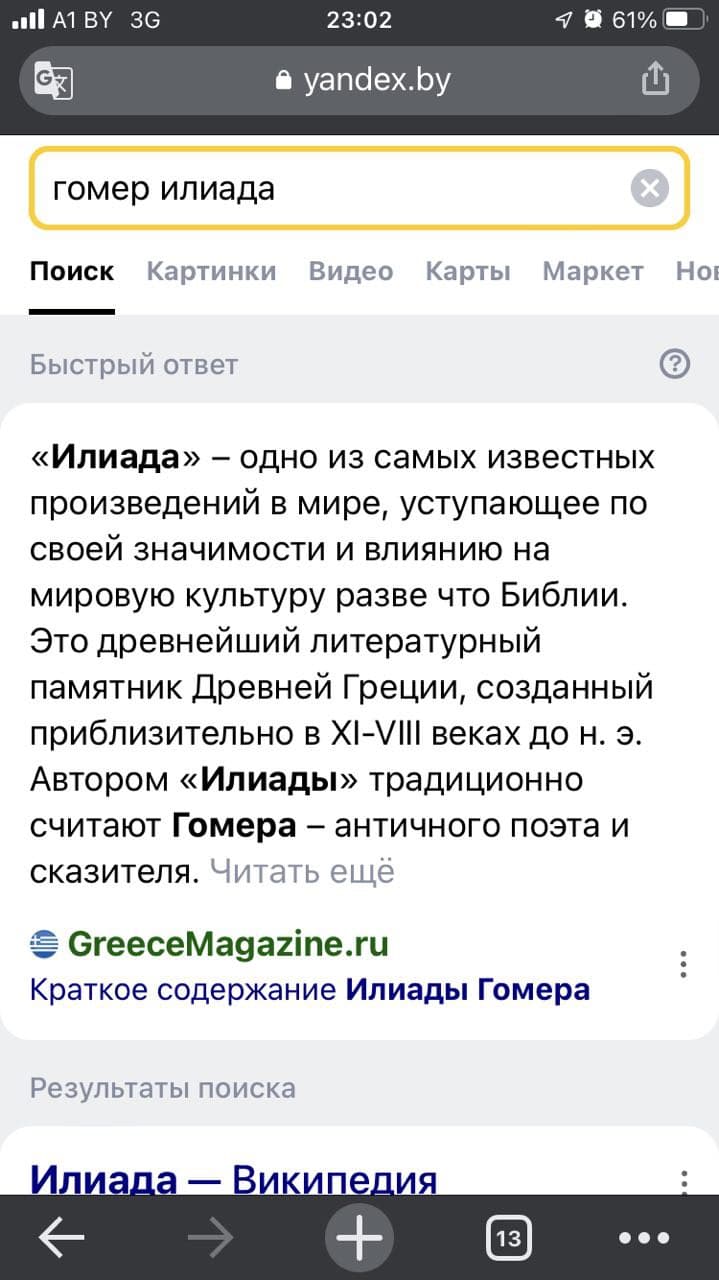 A1 BY 3G 23:02 61%
yandex.by
гомер илиада
Поиск Картинки Видео Карты Маркет Нов
Быстрый ответ
«Илиада» – одно из самых известных
произведений в мире, уступающее по
своей значимости и влиянию на
мировую культуру разве что Библии.
Это древнейший литературный
памятник Древней Греции, созданный
приблизительно в XI-VIII веках до н. э.
Автором «Илиады» традиционно
считают Гомера – античного поэта и
сказителя. Читать ещё
GreeceMagazine.ru
Краткое содержание Илиады Гомера
Результаты поиска
Илиада — Википедия
13